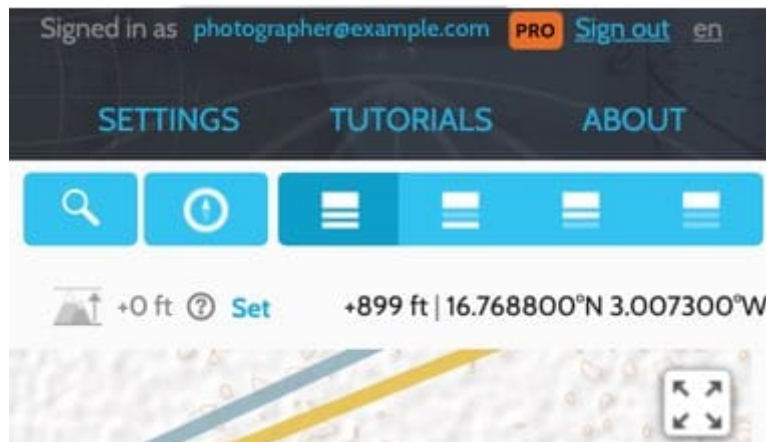 Signed in as photographer@example.com PRO Sign out en
SETTINGS TUTORIALS ABOUT
+0 ft ? Set +899 ft | 16.768800°N 3.007300°W